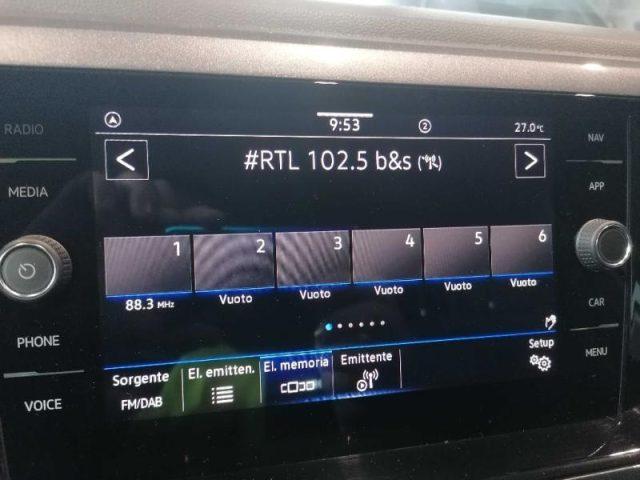 RADIO
MEDIA
PHONE
VOICE
9:53
2
27.0°C
<
#RTL 102.5 b&s
>
1 2 3 4 5 6
88.3 MHz Vuoto Vuoto Vuoto Vuoto Vuoto
Setup
Sorgente
FM/DAB
El. emitten.
El. memoria
Emittente
NAV
APP
CAR
MENU